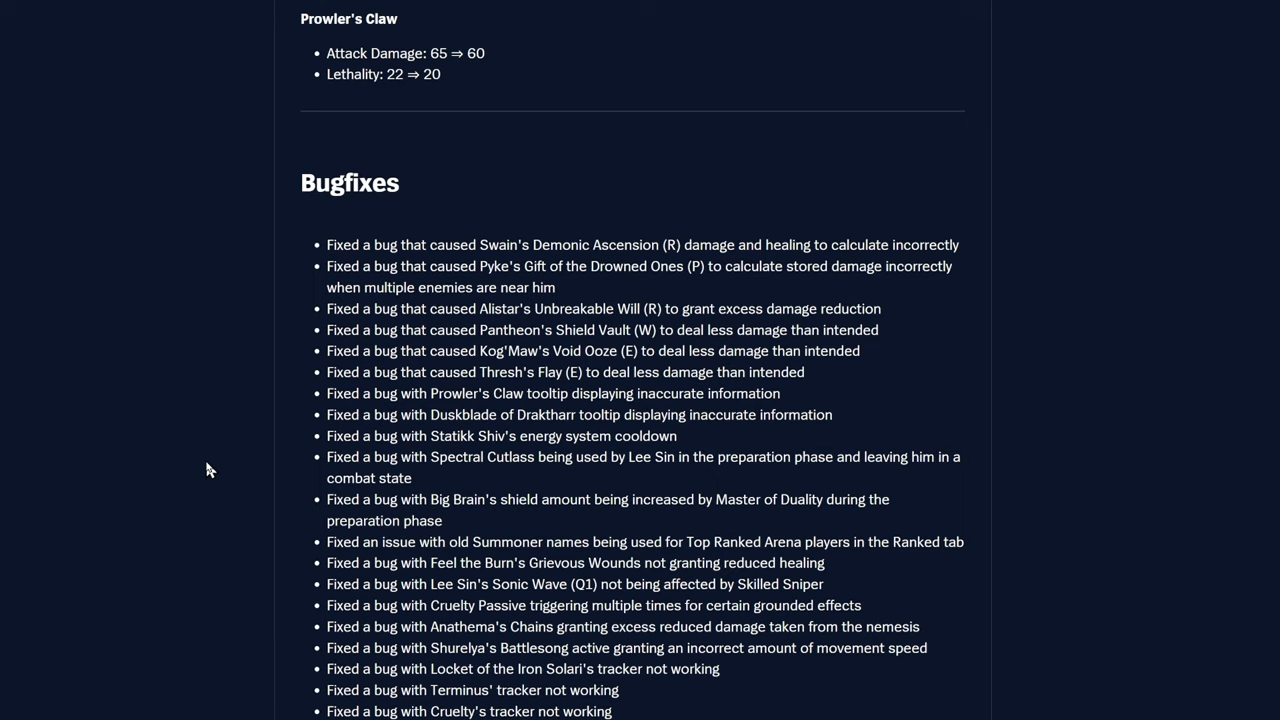 Prowler's Claw
• Attack Damage: 65 ⇒ 60
• Lethality: 22 ⇒ 20
Bugfixes
• Fixed a bug that caused Swain's Demonic Ascension (R) damage and healing to calculate incorrectly
• Fixed a bug that caused Pyke's Gift of the Drowned Ones (P) to calculate stored damage incorrectly
when multiple enemies are near him
• Fixed a bug that caused Alistar's Unbreakable Will (R) to grant excess damage reduction
• Fixed a bug that caused Pantheon's Shield Vault (W) to deal less damage than intended
• Fixed a bug that caused Kog'Maw's Void Ooze (E) to deal less damage than intended
• Fixed a bug that caused Thresh's Flay (E) to deal less damage than intended
• Fixed a bug with Prowler's Claw tooltip displaying inaccurate information
• Fixed a bug with Duskblade of Draktharr tooltip displaying inaccurate information
• Fixed a bug with Statikk Shiv's energy system cooldown
• Fixed a bug with Spectral Cutlass being used by Lee Sin in the preparation phase and leaving him in a
combat state
• Fixed a bug with Big Brain's shield amount being increased by Master of Duality during the
preparation phase
• Fixed an issue with old Summoner names being used for Top Ranked Arena players in the Ranked tab
• Fixed a bug with Feel the Burn's Grievous Wounds not granting reduced healing
• Fixed a bug with Lee Sin's Sonic Wave (Q1) not being affected by Skilled Sniper
• Fixed a bug with Cruelty Passive triggering multiple times for certain grounded effects
• Fixed a bug with Anathema's Chains granting excess reduced damage taken from the nemesis
• Fixed a bug with Shurelya's Battlesong active granting an incorrect amount of movement speed
• Fixed a bug with Locket of the Iron Solari's tracker not working
• Fixed a bug with Terminus' tracker not working
• Fixed a bug with Cruelty's tracker not working